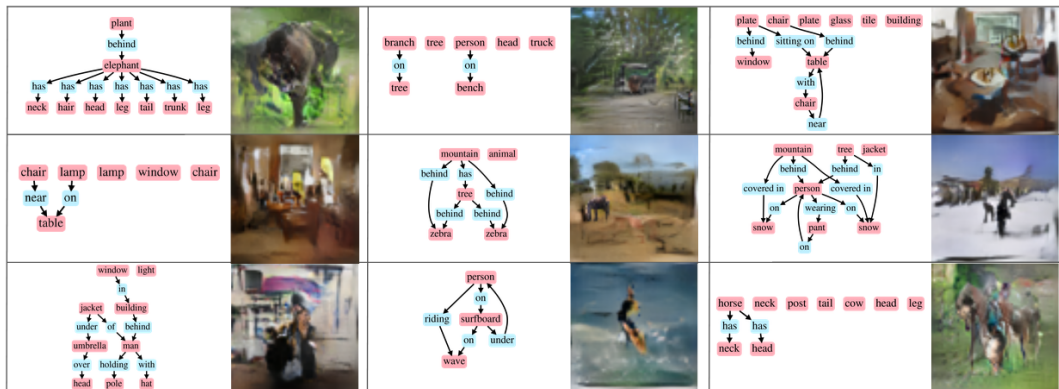 plant
behind
elephant
has has has has has has has
neck hair head leg tail trunk leg
branch tree person head truck
on on
tree bench
plate chair plate glass tile building
behind sitting on behind
window table
with
chair
near
chair lamp lamp window chair
near on
table
mountain animal
behind has behind
tree
behind behind
zebra zebra
mountain tree jacket
behind behind in
covered in person covered in
on wearing on
snow pant snow
on
window light
in
jacket building
under of behind
umbrella man
over holding with
head pole hat
person
on
riding surfboard
on under
wave
horse neck post tail cow head leg
has has
neck head